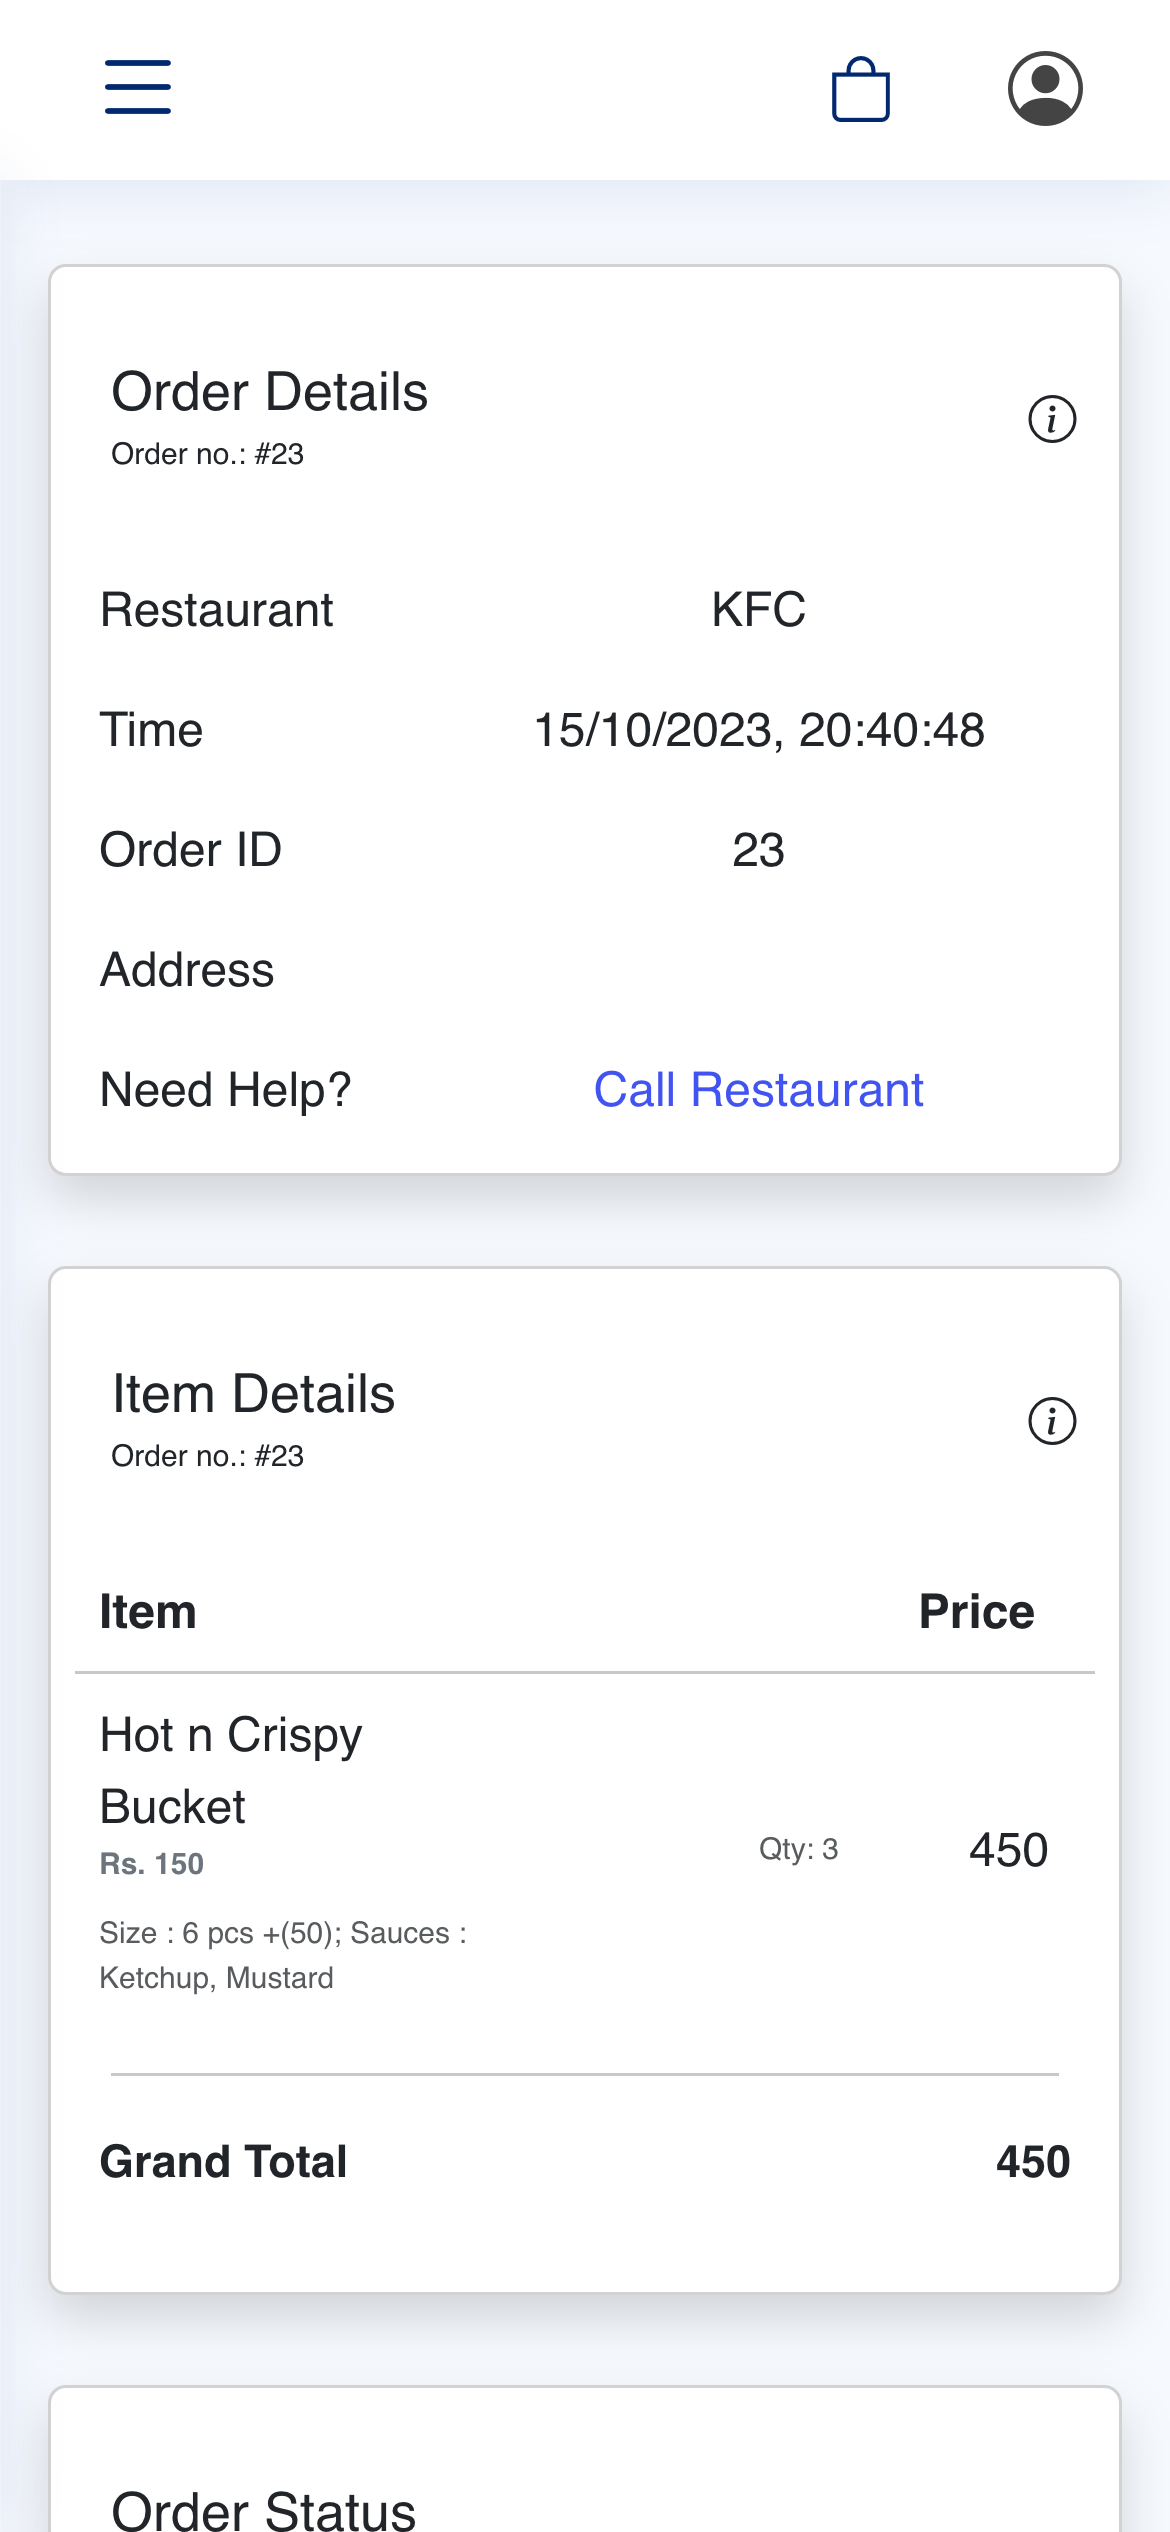 Order Details
Order no.: #23
Restaurant KFC
Time 15/10/2023, 20:40:48
Order ID 23
Address
Need Help? Call Restaurant
Item Details
Order no.: #23
Item Price
Hot n Crispy
Bucket
Rs. 150
Qty: 3 450
Size : 6 pcs +(50); Sauces :
Ketchup, Mustard
Grand Total 450
Order Status